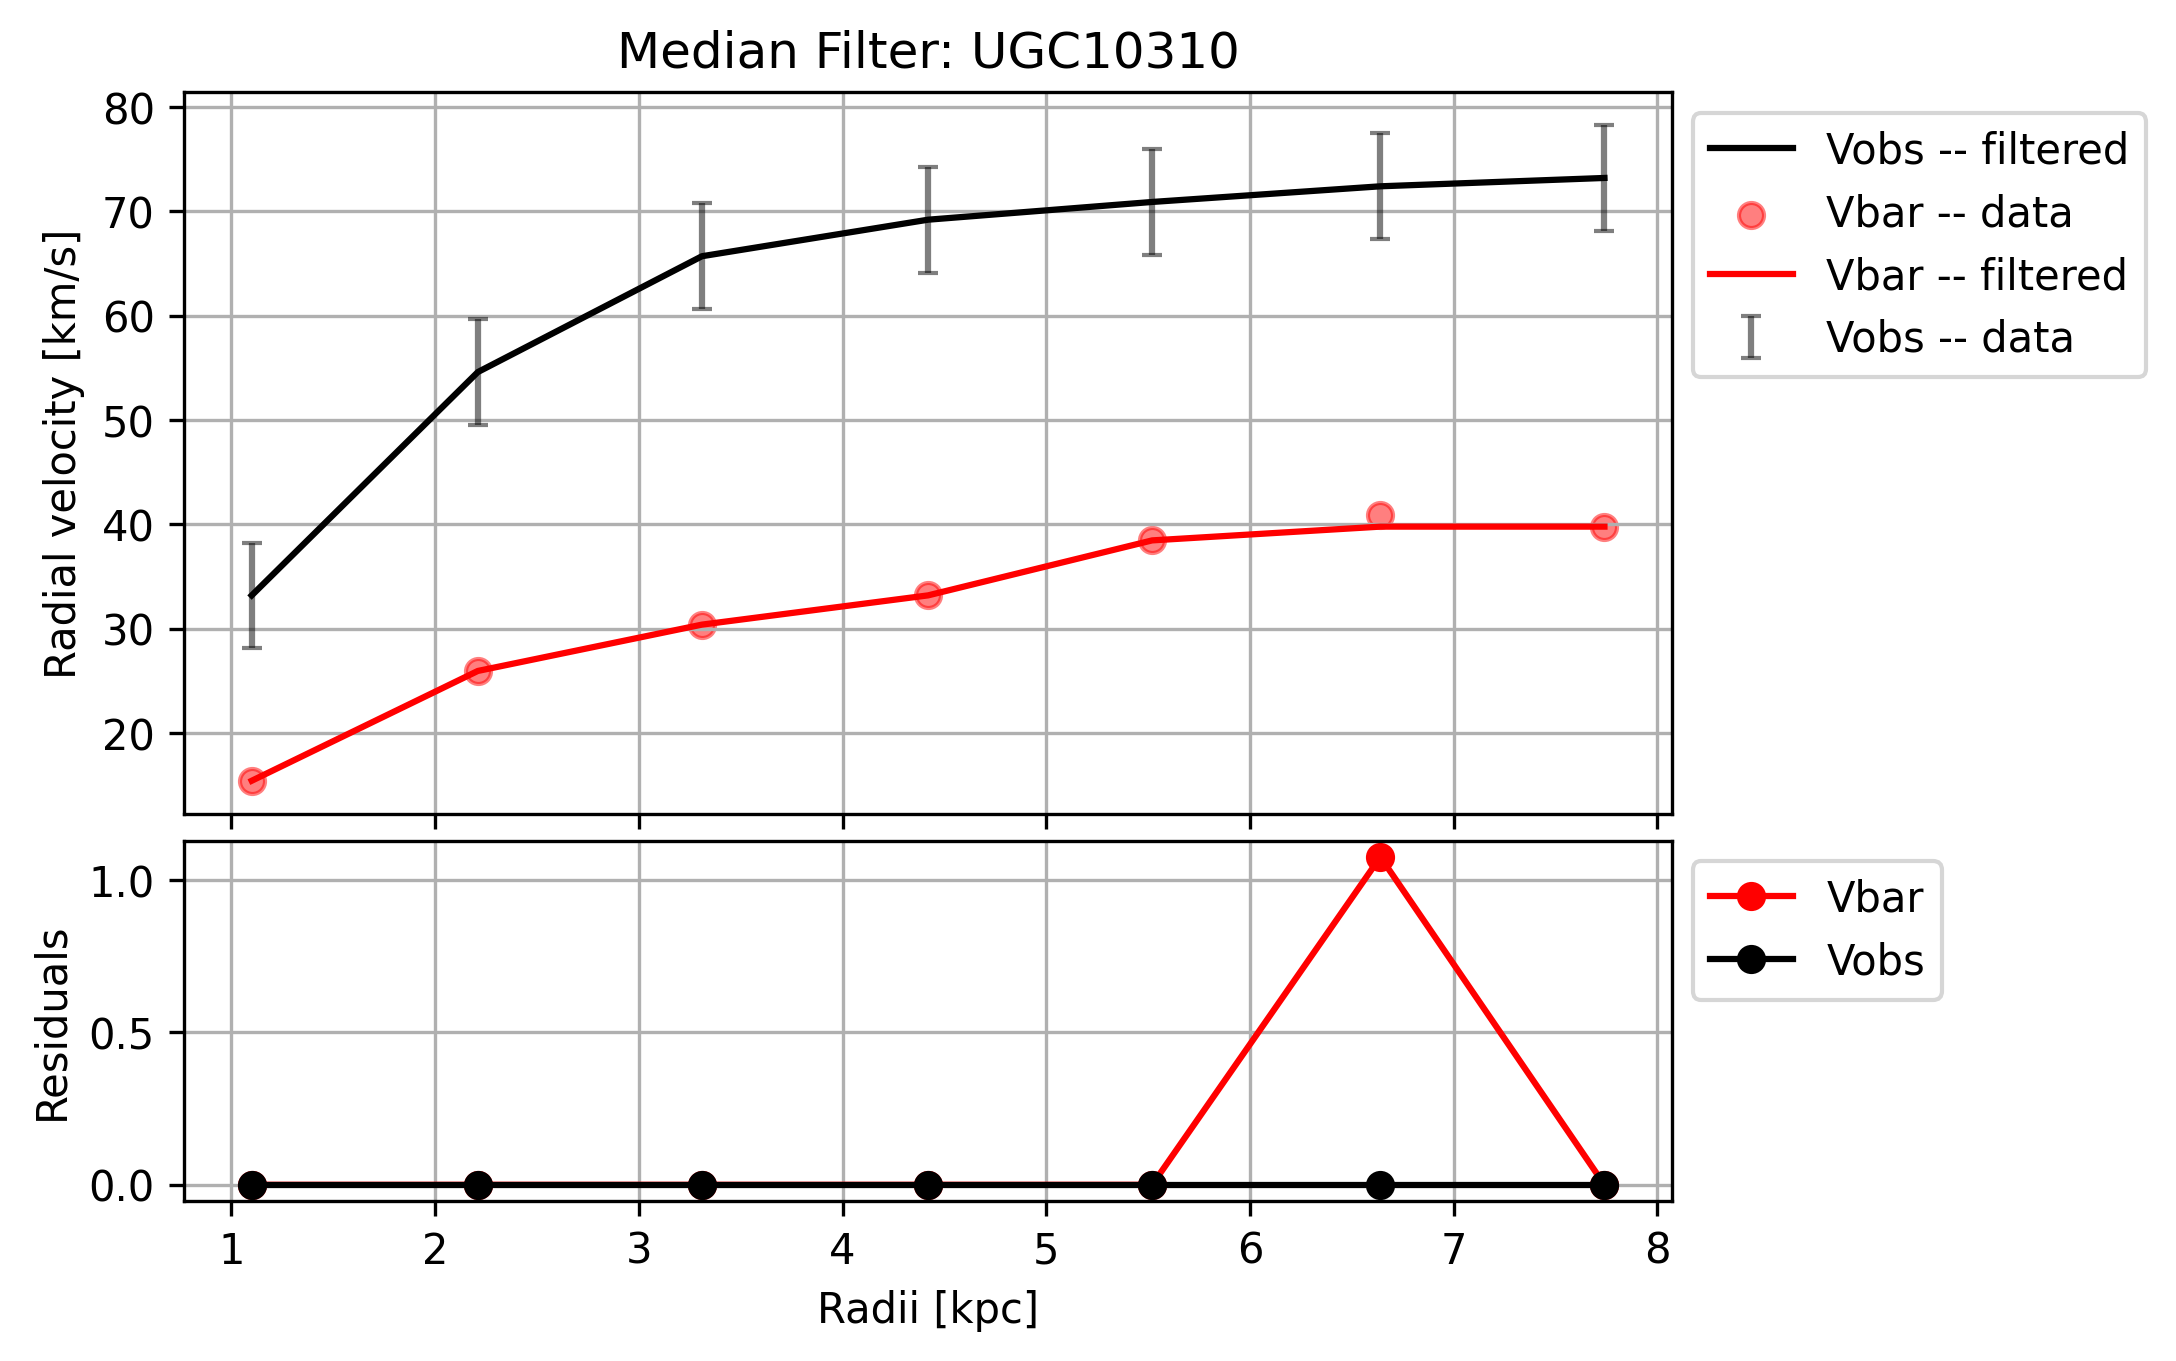 Median Filter: UGC10310
80
70
60
50
40
30
20
Radial velocity [km/s]
Vobs -- filtered
Vbar -- data
Vbar -- filtered
Vobs -- data
1.0
0.5
0.0
Residuals
Vbar
Vobs
1 2 3 4 5 6 7 8
Radii [kpc]